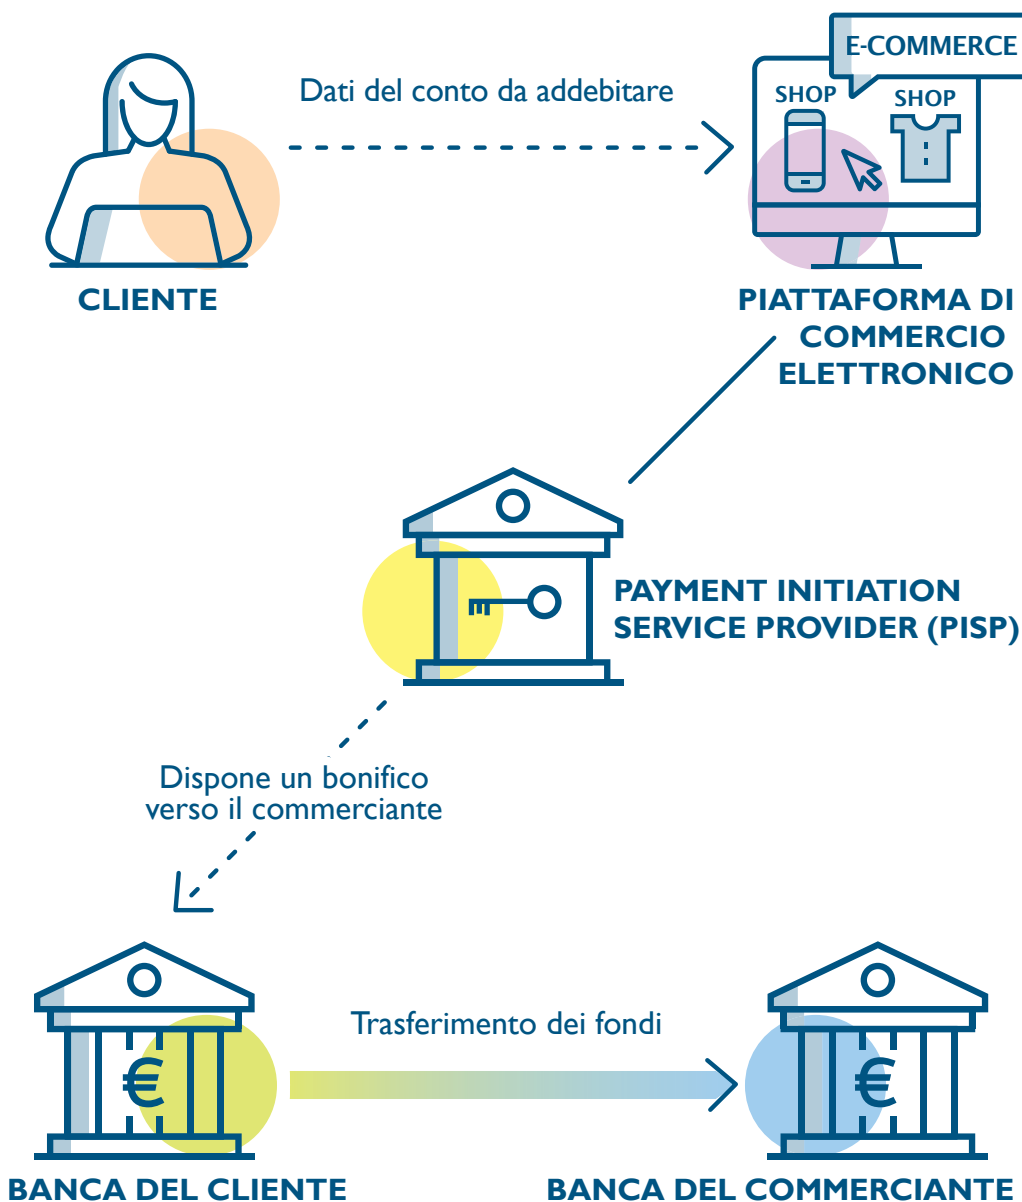 E-COMMERCE
Dati del conto da addebitare
SHOP
SHOP
CLIENTE
PIATTAFORMA DI
COMMERCIO
ELETTRONICO
PAYMENT INITIATION
SERVICE PROVIDER (PISP)
Dispone un bonifico
verso il commerciante
€
Trasferimento dei fondi
€
BANCA DEL CLIENTE
BANCA DEL COMMERCIANTE